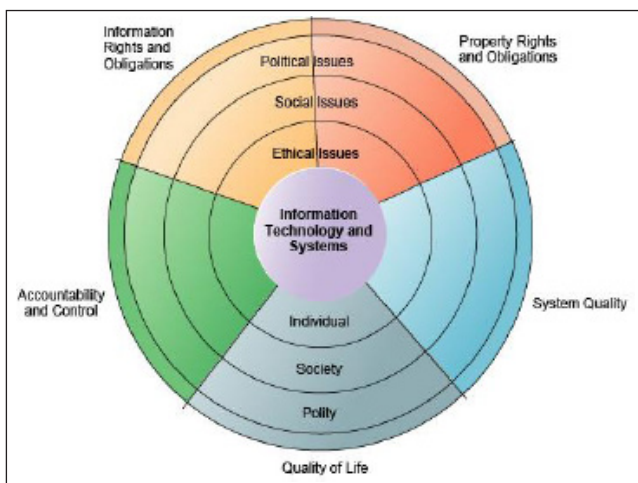 Information
Rights and
Obligations
Property Rights
and Obligations
Political Issues
Social Issues
Ethical Issues
Information
Technology and
Systems
Accountability
and Control
System Quality
Individual
Society
Polity
Quality of Life